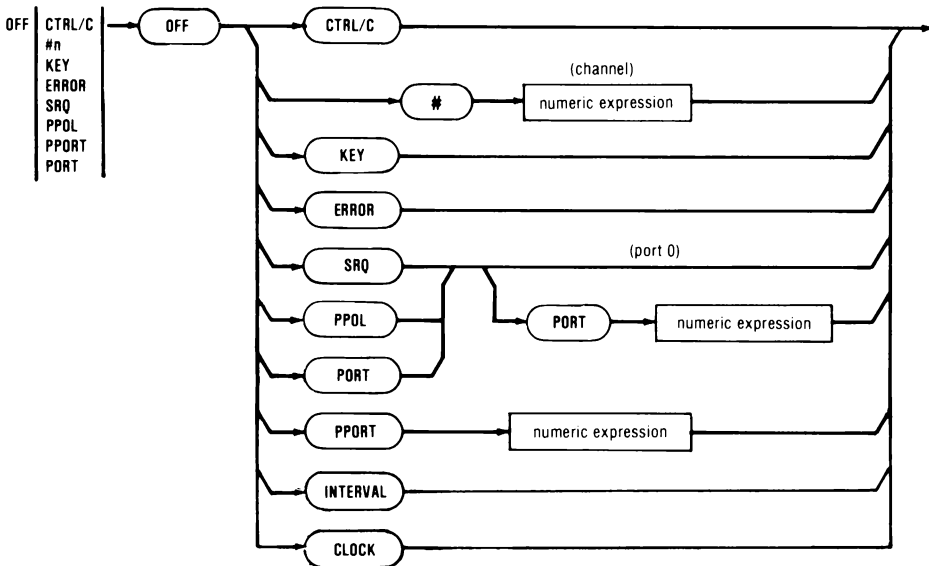 OFF CTRL/C
#n
KEY
ERROR
SRQ
PPOL
PPORT
PORT
OFF
CTRL/C
(channel)
# numeric expression
KEY
ERROR
(port 0)
SRQ
PPOL
PORT numeric expression
PORT
PPORT numeric expression
INTERVAL
CLOCK